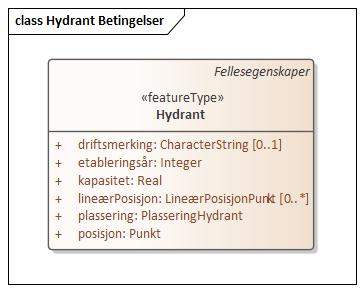 class Hydrant Betingelser
Fellesegenskaper
«featureType»
Hydrant
+ driftsmerking: CharacterString [0..1]
+ etableringsår: Integer
+ kapasitet: Real
+ lineærPosisjon: LineærPosisjonPunkt [0..*]
+ plassering: PlasseringHydrant
+ posisjon: Punkt